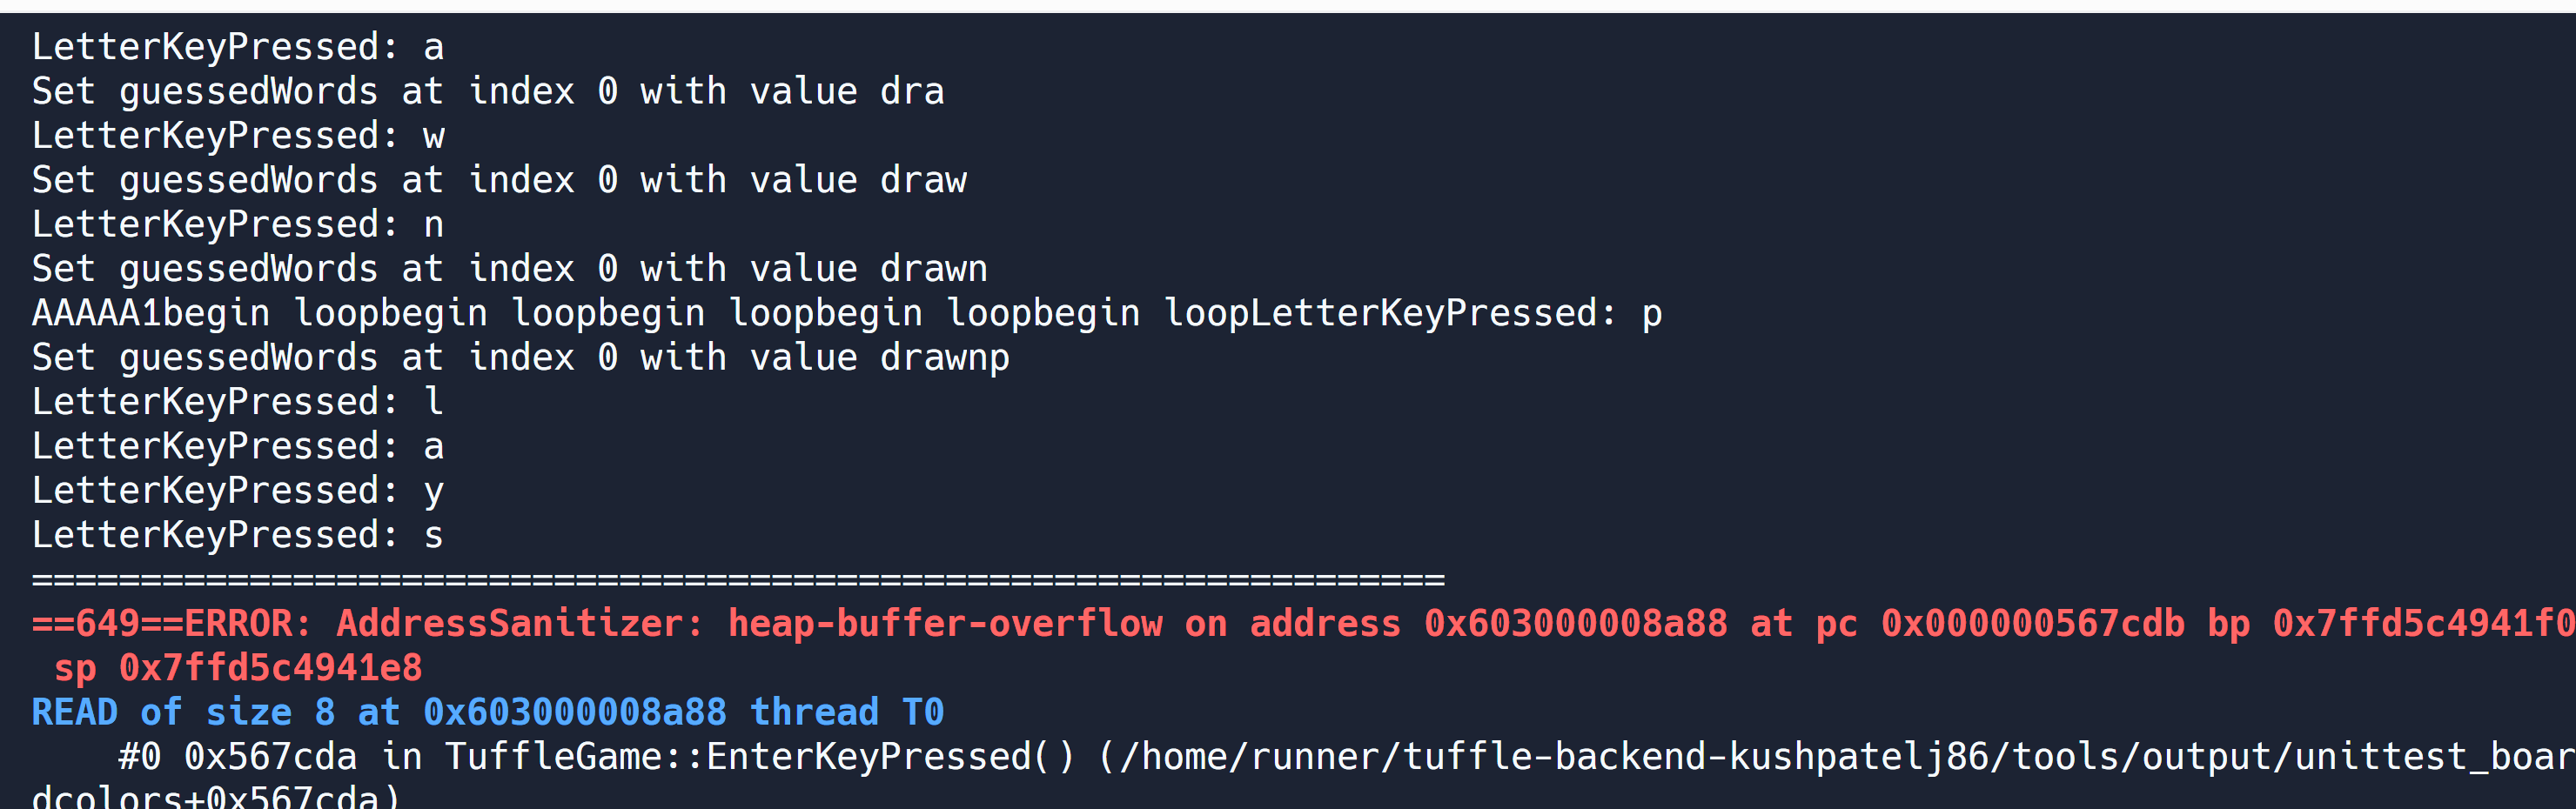 LetterKeyPressed: a
Set guessedWords at index 0 with value dra
LetterKeyPressed: w
Set guessedWords at index 0 with value draw
LetterKeyPressed: n
Set guessedWords at index 0 with value drawn
AAAAA1begin loopbegin loopbegin loopbegin loopbegin loopLetterKeyPressed: p
Set guessedWords at index 0 with value drawnp
LetterKeyPressed: l
LetterKeyPressed: a
LetterKeyPressed: y
LetterKeyPressed: s
=================================================================
==649==ERROR: AddressSanitizer: heap-buffer-overflow on address 0x603000008a88 at pc 0x000000567cdb bp 0x7ffd5c4941f0
 sp 0x7ffd5c4941e8
READ of size 8 at 0x603000008a88 thread T0
    #0 0x567cda in TuffleGame::EnterKeyPressed() (/home/runner/tuffle-backend-kushpatelj86/tools/output/unittest_boar
dcolors+0x567cda)